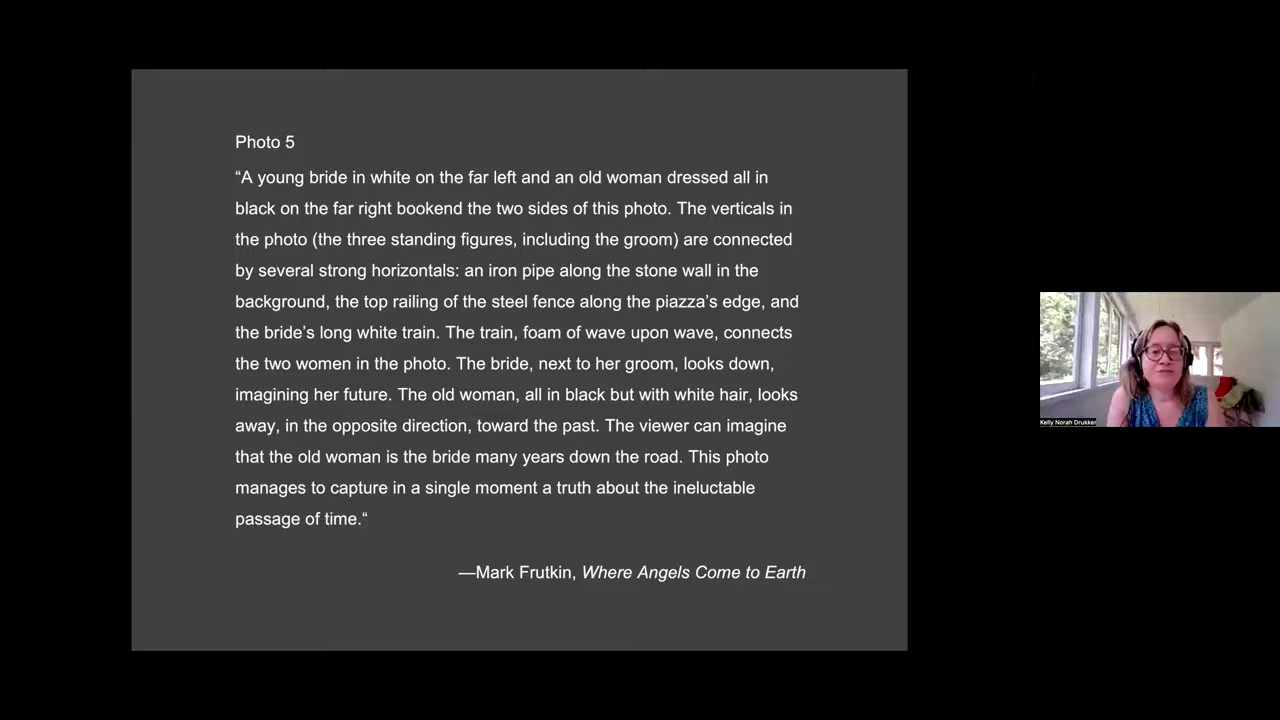 Photo 5
“A young bride in white on the far left and an old woman dressed all in
black on the far right bookend the two sides of this photo. The verticals in
the photo (the three standing figures, including the groom) are connected
by several strong horizontals: an iron pipe along the stone wall in the
background, the top railing of the steel fence along the piazza’s edge, and
the bride’s long white train. The train, foam of wave upon wave, connects
the two women in the photo. The bride, next to her groom, looks down,
imagining her future. The old woman, all in black but with white hair, looks
away, in the opposite direction, toward the past. The viewer can imagine
that the old woman is the bride many years down the road. This photo
manages to capture in a single moment a truth about the ineluctable
passage of time.“
—Mark Frutkin, Where Angels Come to Earth
Kelly Norah Drukker